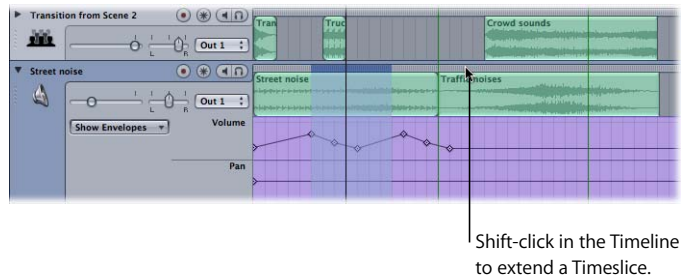 Transition from Scene 2
Tran
Truc
Crowd sounds
L R
Out 1
Street noise
Street noise
Traffic noises
L R
Out 1
Show Envelopes
Volume
Pan
Shift-click in the Timeline
to extend a Timeslice.